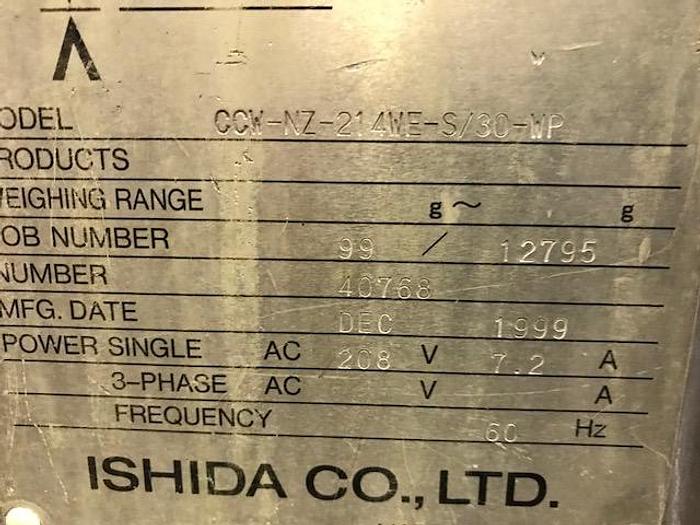 ODEL CCW-NZ-214WE-S/30-WP
RODUCTS
WEIGHING RANGE g ~ g
OB NUMBER 99 / 12795
NUMBER 40768
MFG. DATE DEC 1999
POWER SINGLE AC 208 V 7.2 A
3-PHASE AC V A
FREQUENCY 60 Hz
ISHIDA CO., LTD.